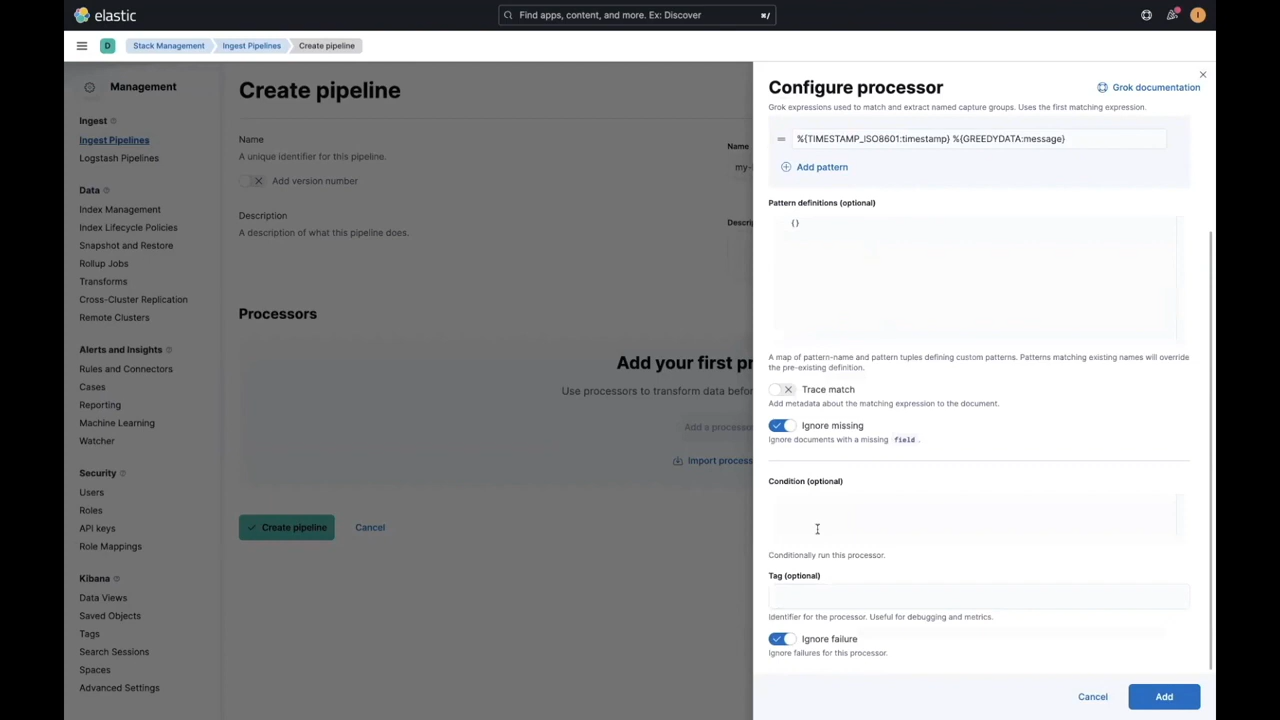 elastic
Find apps, content, and more. Ex: Discover
⌘/
I
D
Stack Management
Ingest Pipelines
Create pipeline
Management
Ingest
Ingest Pipelines
Logstash Pipelines
Data
Index Management
Index Lifecycle Policies
Snapshot and Restore
Rollup Jobs
Transforms
Cross-Cluster Replication
Remote Clusters
Alerts and Insights
Rules and Connectors
Cases
Reporting
Machine Learning
Watcher
Security
Users
Roles
API keys
Role Mappings
Kibana
Data Views
Saved Objects
Tags
Search Sessions
Spaces
Advanced Settings
Create pipeline
Name
A unique identifier for this pipeline.
Add version number
Name
Description
A description of what this pipeline does.
Processors
Add your first
Use processors to transform data
Add a
Import
Create pipeline
Cancel
Configure processor
Grok documentation
Grok expressions used to match and extract named capture groups. Uses the first matching expression.
%{TIMESTAMP_ISO8601:timestamp} %{GREEDYDATA:message}
Add pattern
Pattern definitions (optional)
{}
A map of pattern-name and pattern tuples defining custom patterns. Patterns matching existing names will override
the pre-existing definition.
Trace match
Add metadata about the matching expression to the document.
Ignore missing
Ignore documents with a missing field .
Condition (optional)
Conditionally run this processor.
Tag (optional)
Identifier for the processor. Useful for debugging and metrics.
Ignore failure
Ignore failures for this processor.
Cancel
Add